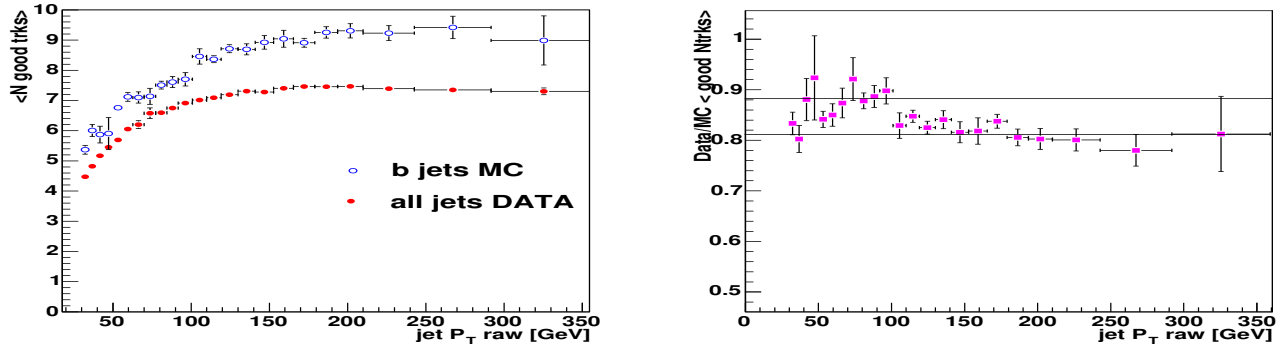 <N good trks>
10
9
8
7
6
5
4
3
2
1
0
b jets MC
all jets DATA
50 100 150 200 250 300 350
jet P_T raw [GeV]
Data/MC < good Ntrks>
1
0.9
0.8
0.7
0.6
0.5
0 50 100 150 200 250 300 350
jet P_T raw [GeV]